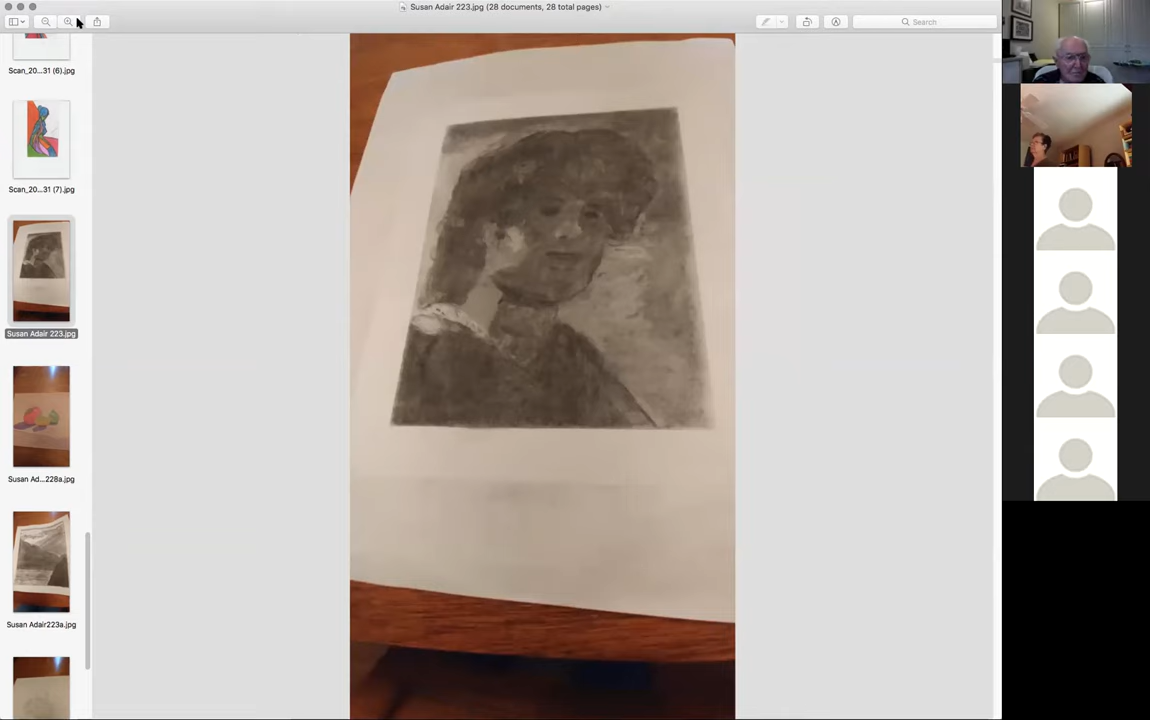 Susan Adair 223.jpg (28 documents, 28 total pages)
Search
Scan_20...31 (6).jpg
Scan_20...31 (7).jpg
Susan Adair 223.jpg
Susan Ad...228a.jpg
Susan Adair223a.jpg